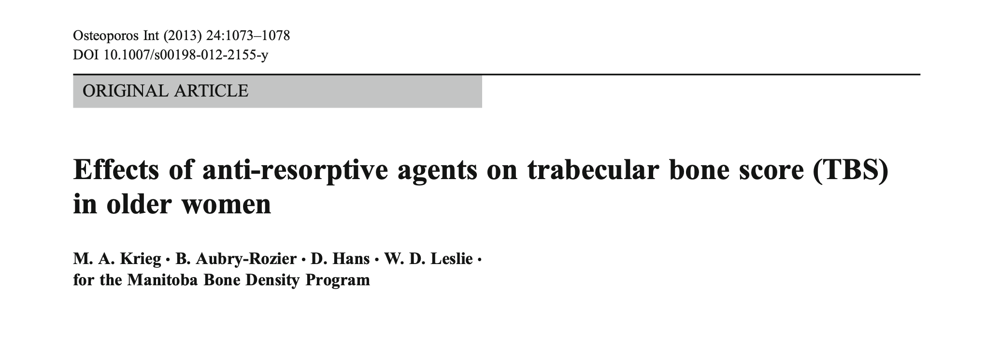 Osteoporos Int (2013) 24:1073–1078
DOI 10.1007/s00198-012-2155-y
ORIGINAL ARTICLE
Effects of anti-resorptive agents on trabecular bone score (TBS)
in older women
M. A. Krieg · B. Aubry-Rozier · D. Hans · W. D. Leslie ·
for the Manitoba Bone Density Program